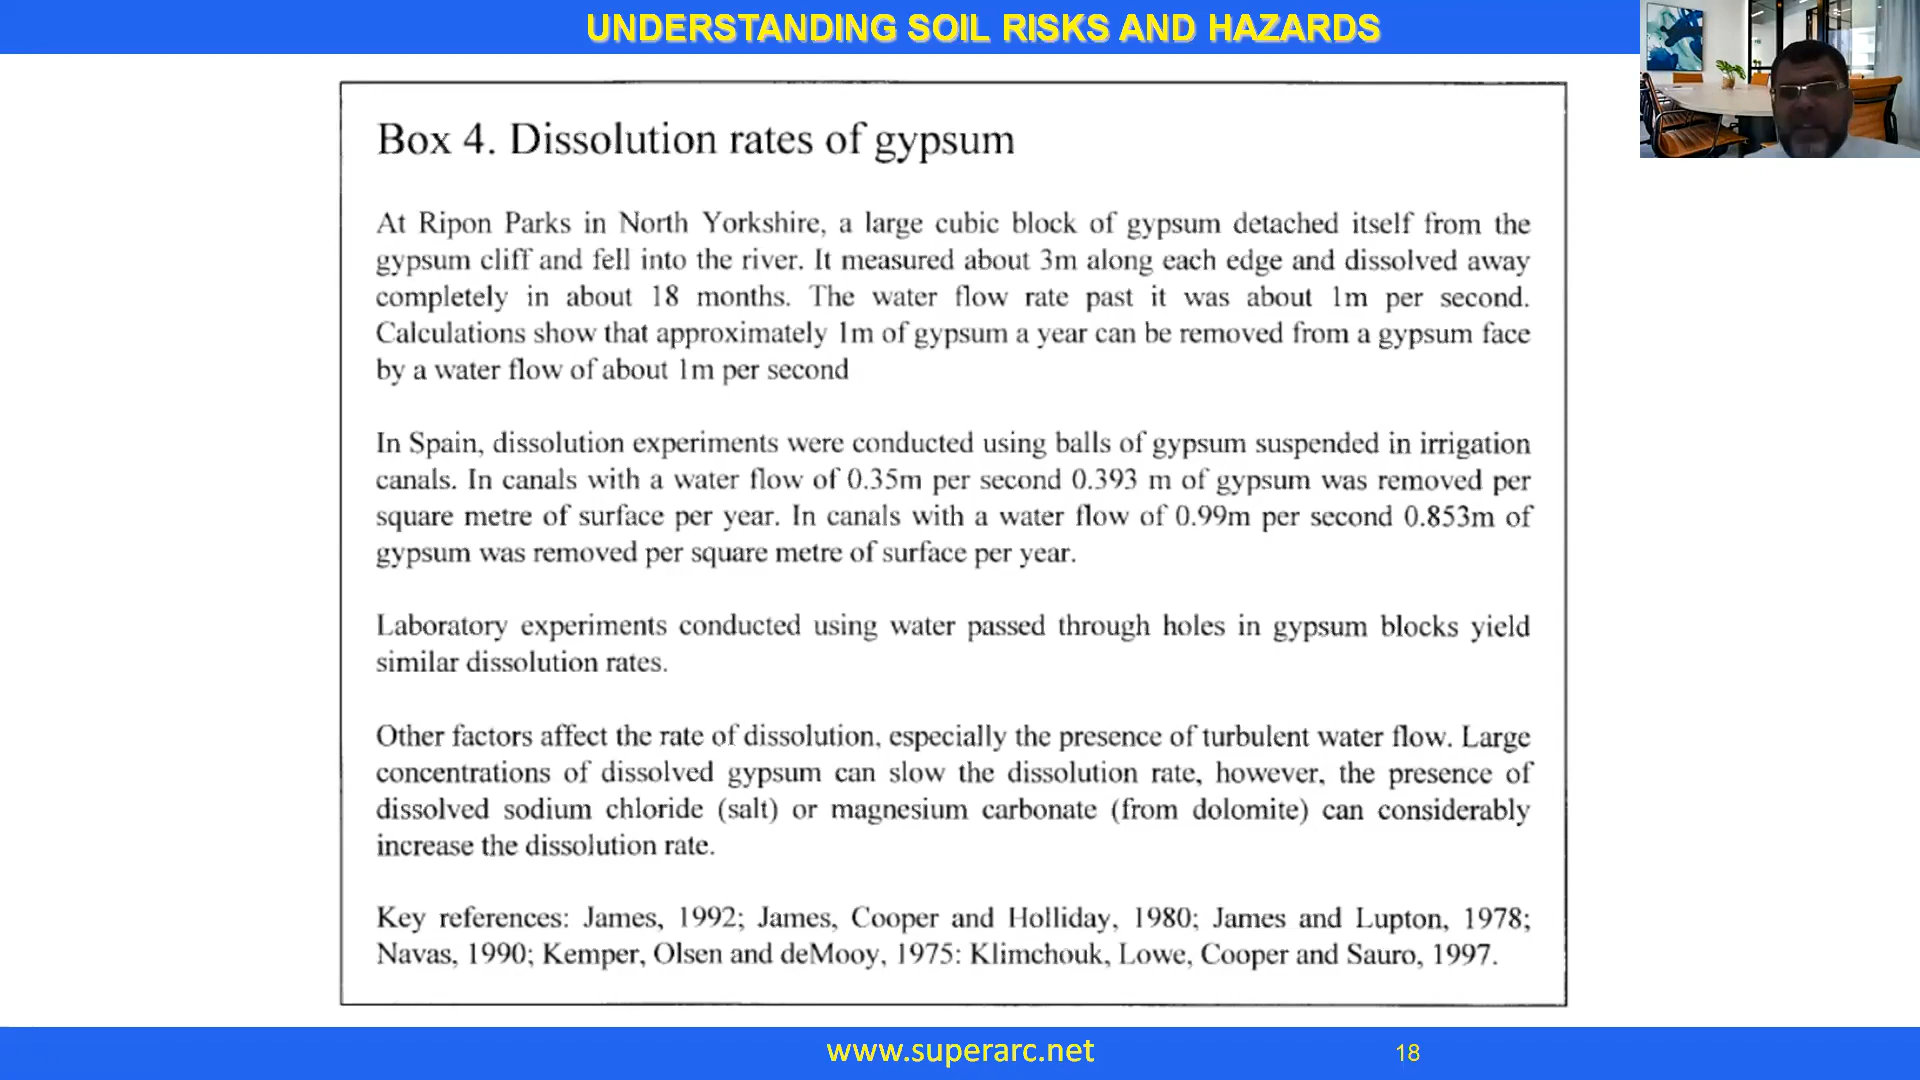 UNDERSTANDING SOIL RISKS AND HAZARDS
Box 4. Dissolution rates of gypsum
At Ripon Parks in North Yorkshire, a large cubic block of gypsum detached itself from the
gypsum cliff and fell into the river. It measured about 3m along each edge and dissolved away
completely in about 18 months. The water flow rate past it was about 1m per second.
Calculations show that approximately 1m of gypsum a year can be removed from a gypsum face
by a water flow of about 1m per second
In Spain, dissolution experiments were conducted using balls of gypsum suspended in irrigation
canals. In canals with a water flow of 0.35m per second 0.393 m of gypsum was removed per
square metre of surface per year. In canals with a water flow of 0.99m per second 0.853m of
gypsum was removed per square metre of surface per year.
Laboratory experiments conducted using water passed through holes in gypsum blocks yield
similar dissolution rates.
Other factors affect the rate of dissolution, especially the presence of turbulent water flow. Large
concentrations of dissolved gypsum can slow the dissolution rate, however, the presence of
dissolved sodium chloride (salt) or magnesium carbonate (from dolomite) can considerably
increase the dissolution rate.
Key references: James, 1992; James, Cooper and Holliday, 1980; James and Lupton, 1978;
Navas, 1990; Kemper, Olsen and deMooy, 1975: Klimchouk, Lowe, Cooper and Sauro, 1997.
www.superarc.net
18